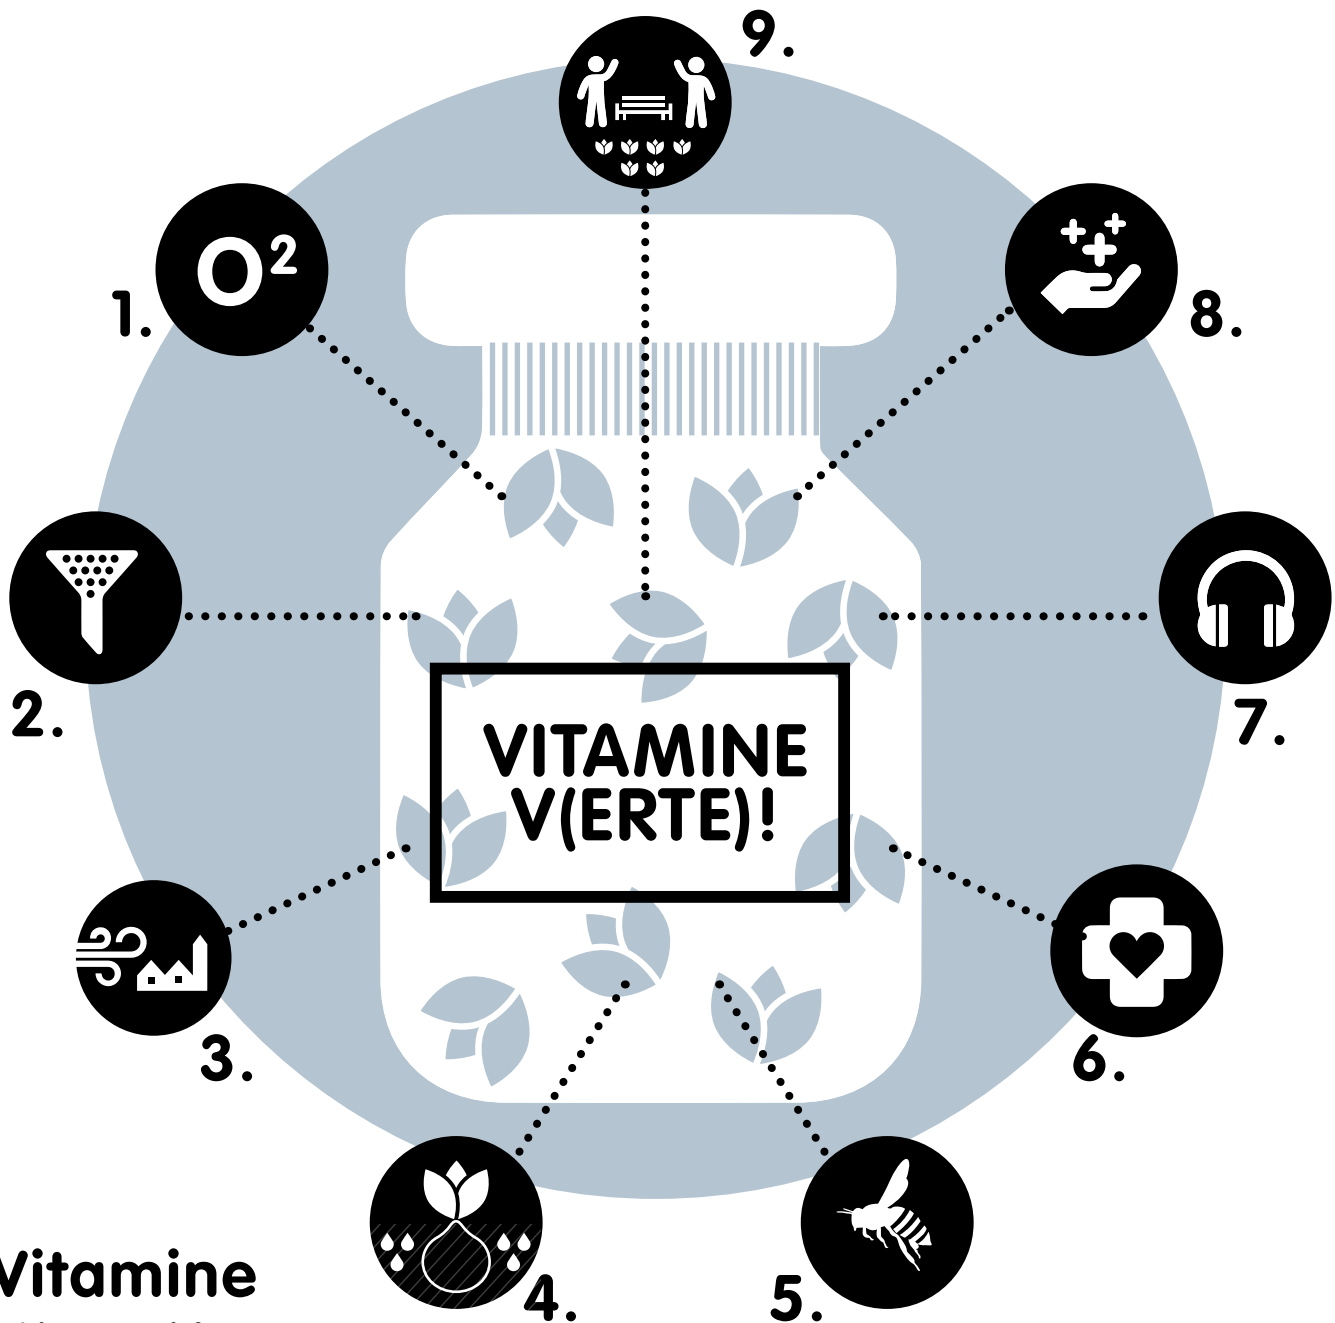 9.
O²
1.
8.
2.
7.
VITAMINE
V(ERTE)!
3.
6.
4.
5.
Vitamine